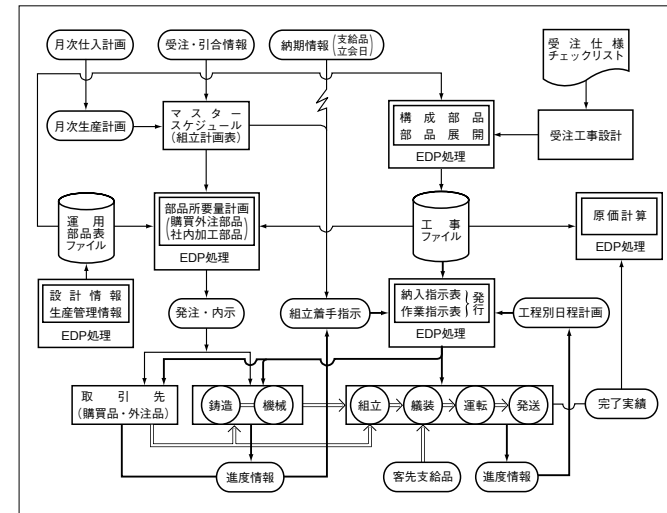 月次仕入計画
受注・引合情報
納期情報(支給品
立会日)
受注仕様
チェックリスト
月次生産計画
マスター
スケジュール
(組立計画表)
構成部品
部品展開
EDP処理
受注工事設計
運用
部品表
ファイル
部品所要量計画
(購買外注部品
社内加工部品)
EDP処理
工事
ファイル
原価計算
EDP処理
設計情報
生産管理情報
EDP処理
発注・内示
組立着手指示
納入指示表
作業指示表}発行
EDP処理
工程別日程計画
取引先
(購買品・外注品)
鋳造
機械
組立
艤装
運転
発送
完了実績
進度情報
客先支給品
進度情報